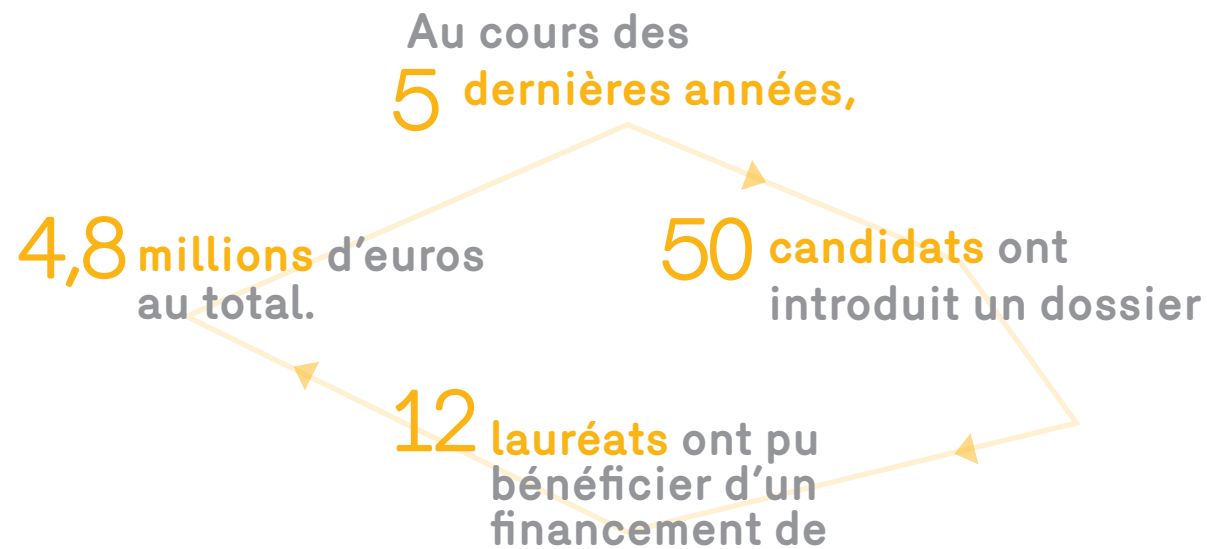 Au cours des
5 dernières années,
50 candidats ont
introduit un dossier
12 lauréats ont pu
bénéficier d’un
financement de
4,8 millions d’euros
au total.